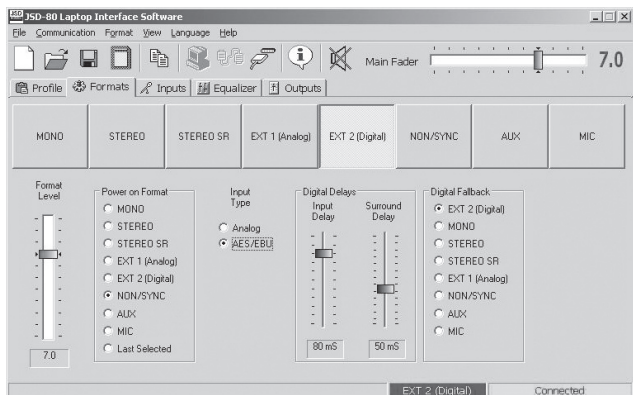 JSD JSD-80 Laptop Interface Software
File Communication Format View Language Help
Main Fader 7.0
Profile Formats Inputs Equalizer Outputs
MONO STEREO STEREO SR EXT 1 (Analog) EXT 2 (Digital) NON/SYNC AUX MIC
Format Level
7.0
Power on Format
MONO
STEREO
STEREO SR
EXT 1 (Analog)
EXT 2 (Digital)
NON/SYNC
AUX
MIC
Last Selected
Input Type
Analog
AES/EBU
Digital Delays
Input Delay
Surround Delay
80 mS
50 mS
Digital Fallback
EXT 2 (Digital)
MONO
STEREO
STEREO SR
EXT 1 (Analog)
NON/SYNC
AUX
MIC
EXT 2 (Digital) Connected